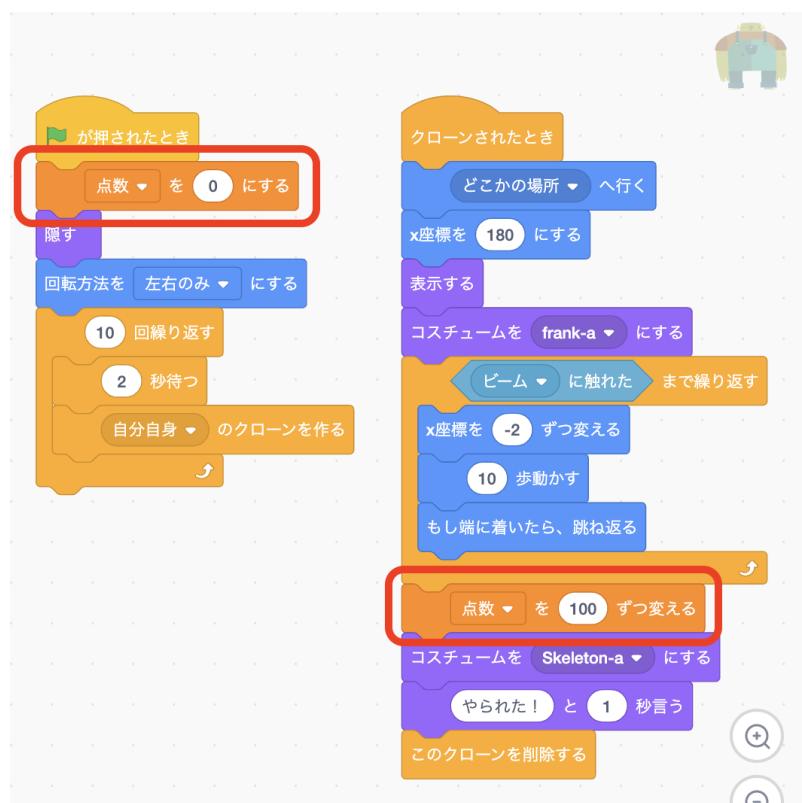 が押されたとき
点数 を 0 にする
隠す
回転方法を 左右のみ にする
10 回繰り返す
2 秒待つ
自分自身 のクローンを作る
クローンされたとき
どこかの場所 へ行く
x座標を 180 にする
表示する
コスチュームを frank-a にする
ビーム に触れた まで繰り返す
x座標を -2 ずつ変える
10 歩動かす
もし端に着いたら、跳ね返る
点数 を 100 ずつ変える
コスチュームを Skeleton-a にする
やられた！ と 1 秒言う
このクローンを削除する